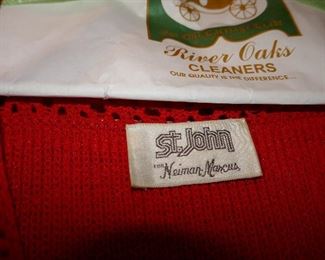 River Oaks
CLEANERS
OUR QUALITY IS THE DIFFERENCE...
St. John
FOR
Neiman-Marcus